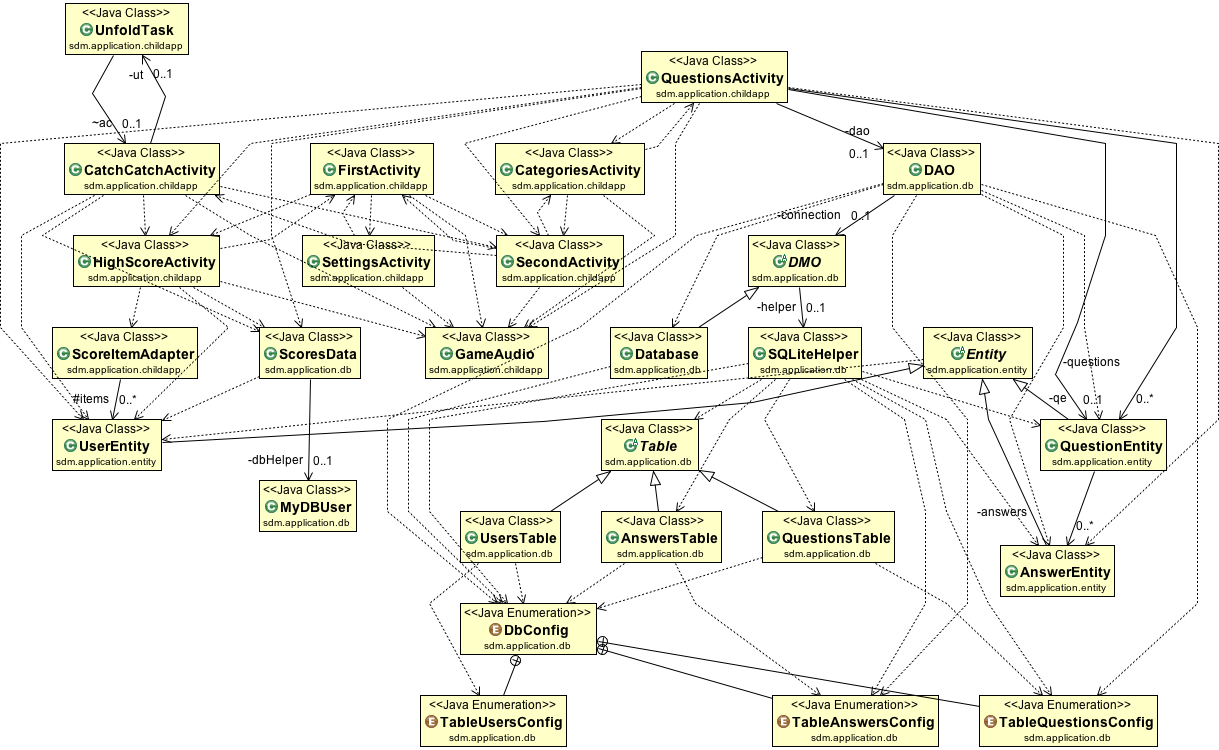 <<Java Class>>
UnfoldTask
sdm.application.childapp
-ut 0..1
~ac 0..1
<<Java Class>>
QuestionsActivity
sdm.application.childapp
-dao
0..1
<<Java Class>>
CatchCatchActivity
sdm.application.childapp
<<Java Class>>
FirstActivity
sdm.application.childapp
<<Java Class>>
CategoriesActivity
sdm.application.childapp
<<Java Class>>
DAO
sdm.application.db
-connection 0..1
<<Java Class>>
HighScoreActivity
sdm.application.childapp
<<Java Class>>
SettingsActivity
sdm.application.childapp
<<Java Class>>
SecondActivity
sdm.application.childapp
<<Java Class>>
DMO
sdm.application.db
-helper 0..1
<<Java Class>>
ScoreItemAdapter
sdm.application.childapp
<<Java Class>>
ScoresData
sdm.application.db
<<Java Class>>
GameAudio
sdm.application.childapp
<<Java Class>>
Database
sdm.application.db
<<Java Class>>
SQLiteHelper
sdm.application.db
<<Java Class>>
Entity
sdm.application.entity
-questions
#items 0..*
-qe 0..1 0..*
<<Java Class>>
UserEntity
sdm.application.entity
<<Java Class>>
Table
sdm.application.db
<<Java Class>>
QuestionEntity
sdm.application.entity
-dbHelper 0..1
<<Java Class>>
MyDBUser
sdm.application.db
<<Java Class>>
UsersTable
sdm.application.db
<<Java Class>>
AnswersTable
sdm.application.db
<<Java Class>>
QuestionsTable
sdm.application.db
-answers
0..*
<<Java Class>>
AnswerEntity
sdm.application.entity
<<Java Enumeration>>
DbConfig
sdm.application.db
<<Java Enumeration>>
TableUsersConfig
sdm.application.db
<<Java Enumeration>>
TableAnswersConfig
sdm.application.db
<<Java Enumeration>>
TableQuestionsConfig
sdm.application.db